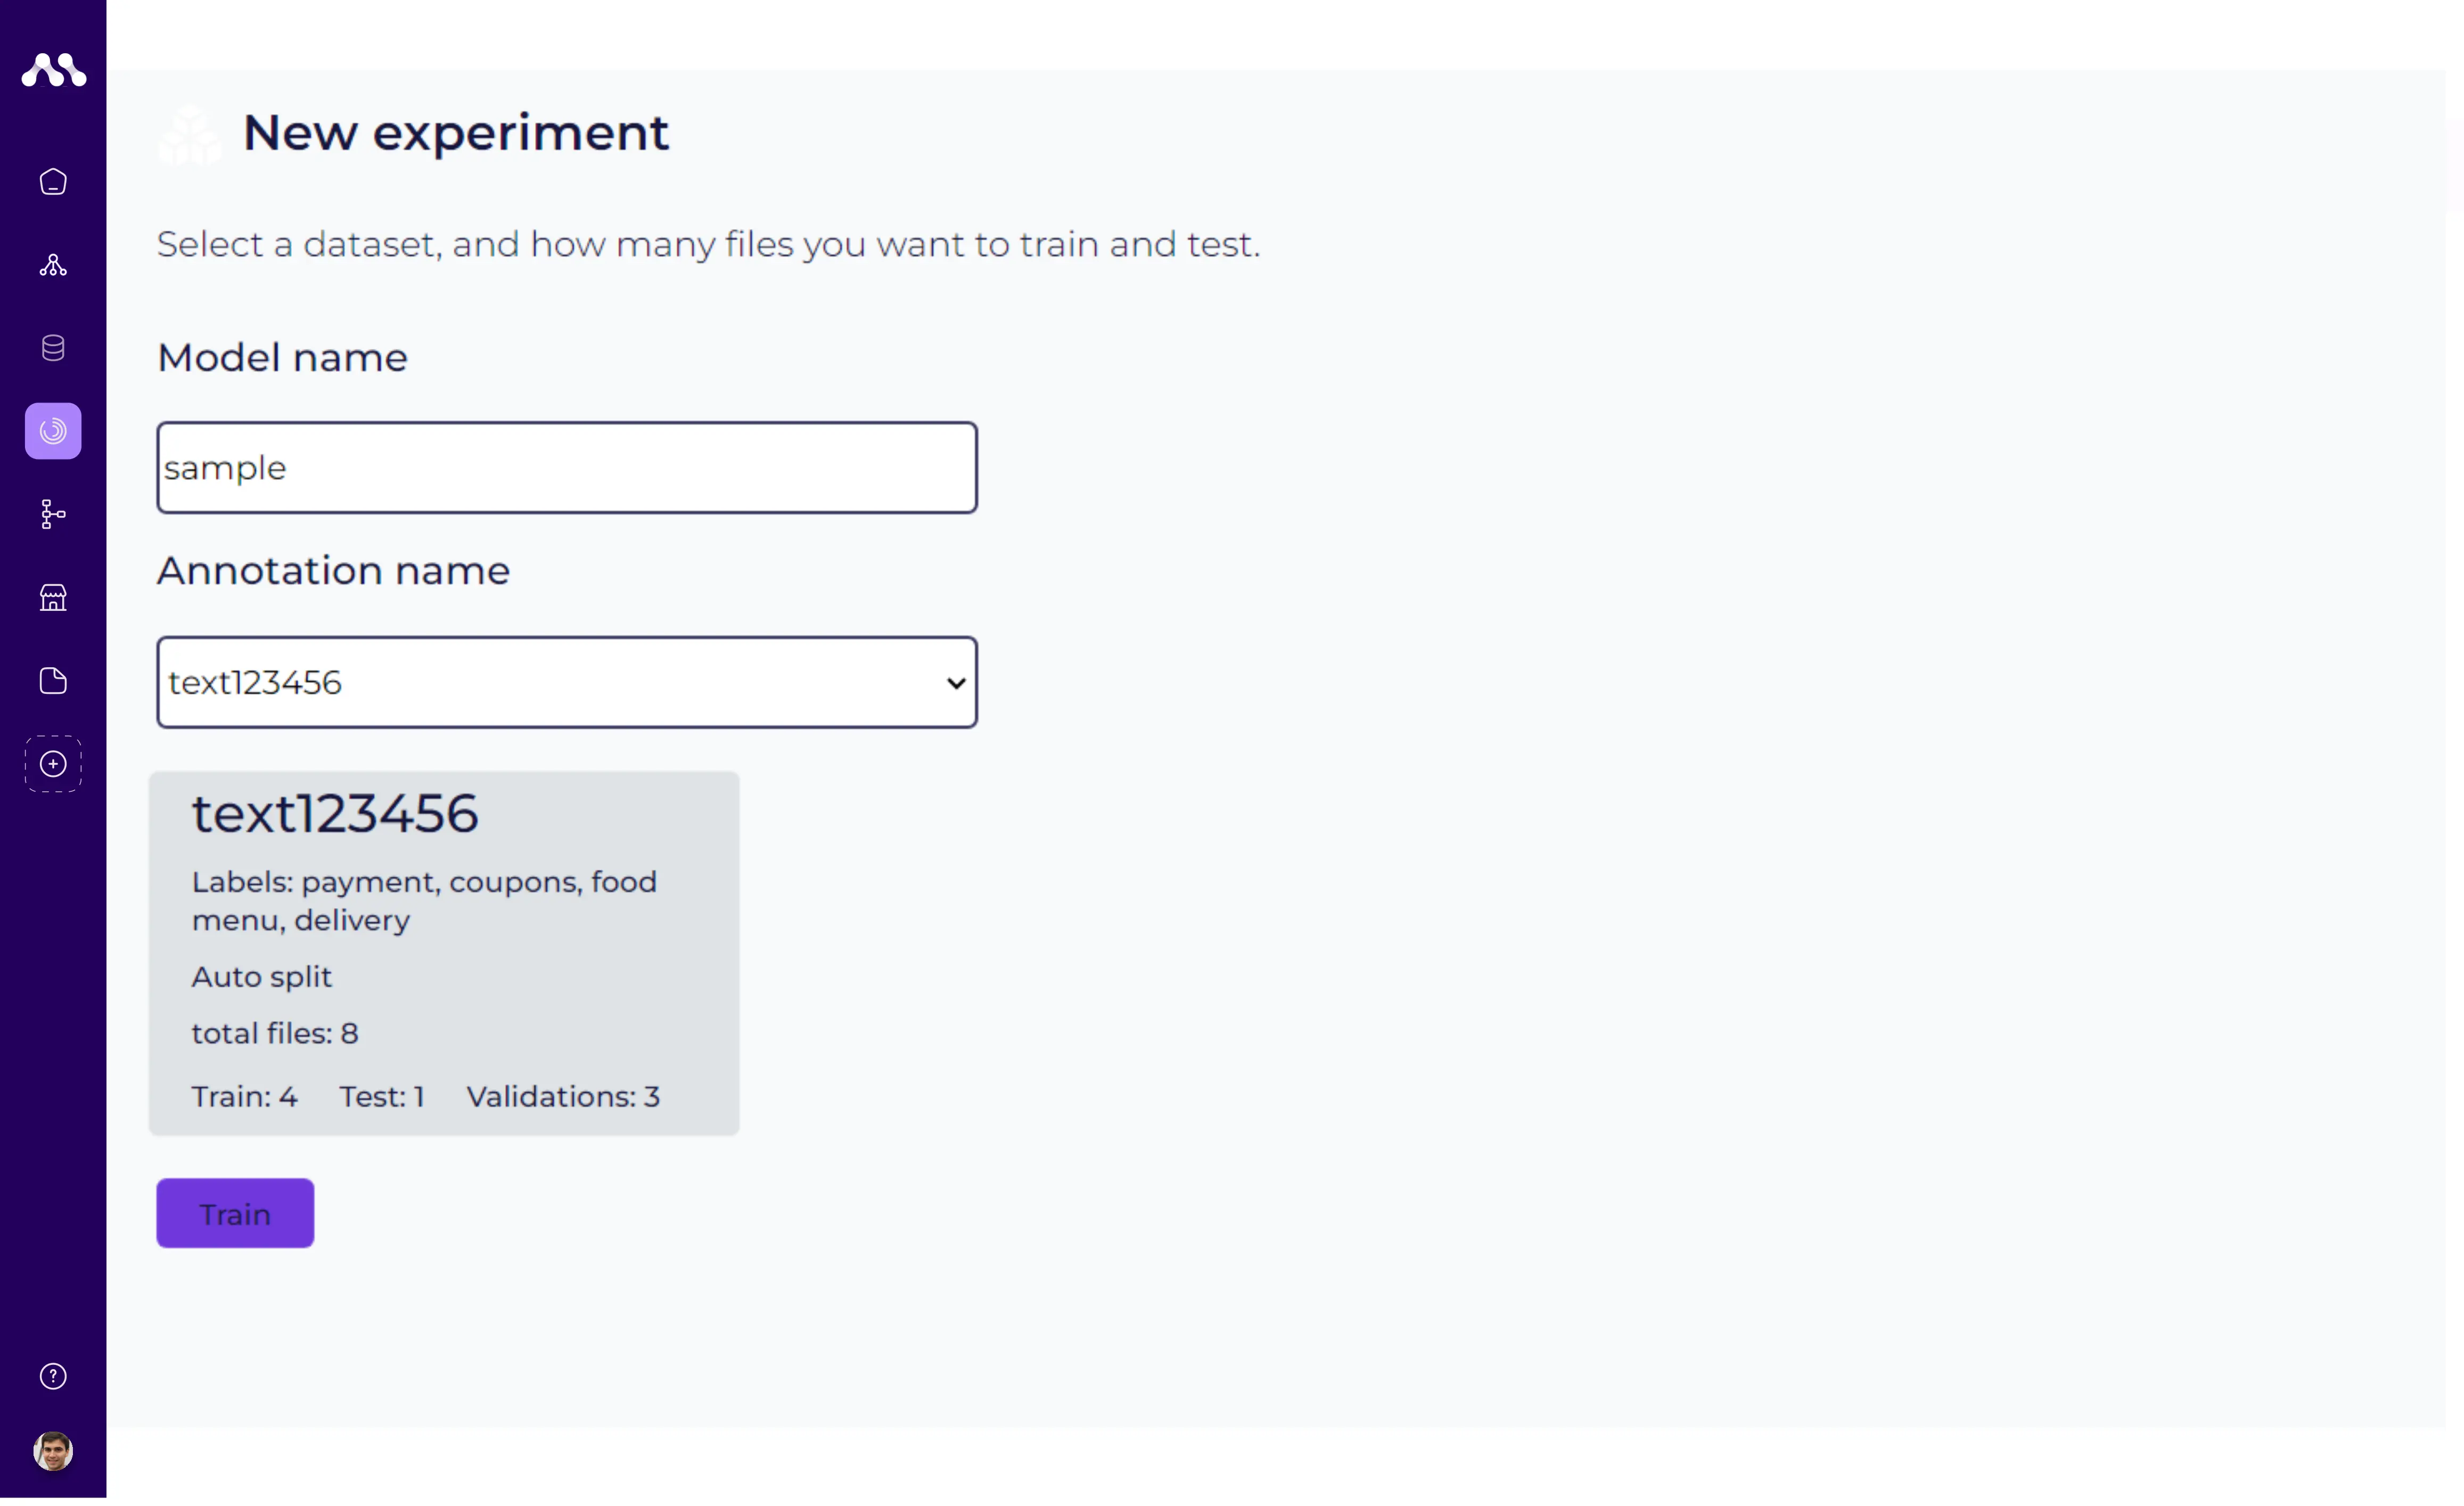 New experiment
Select a dataset, and how many files you want to train and test.
Model name
sample
Annotation name
text123456
text123456
Labels: payment, coupons, food
menu, delivery
Auto split
total files: 8
Train: 4 Test: 1 Validations: 3
Train